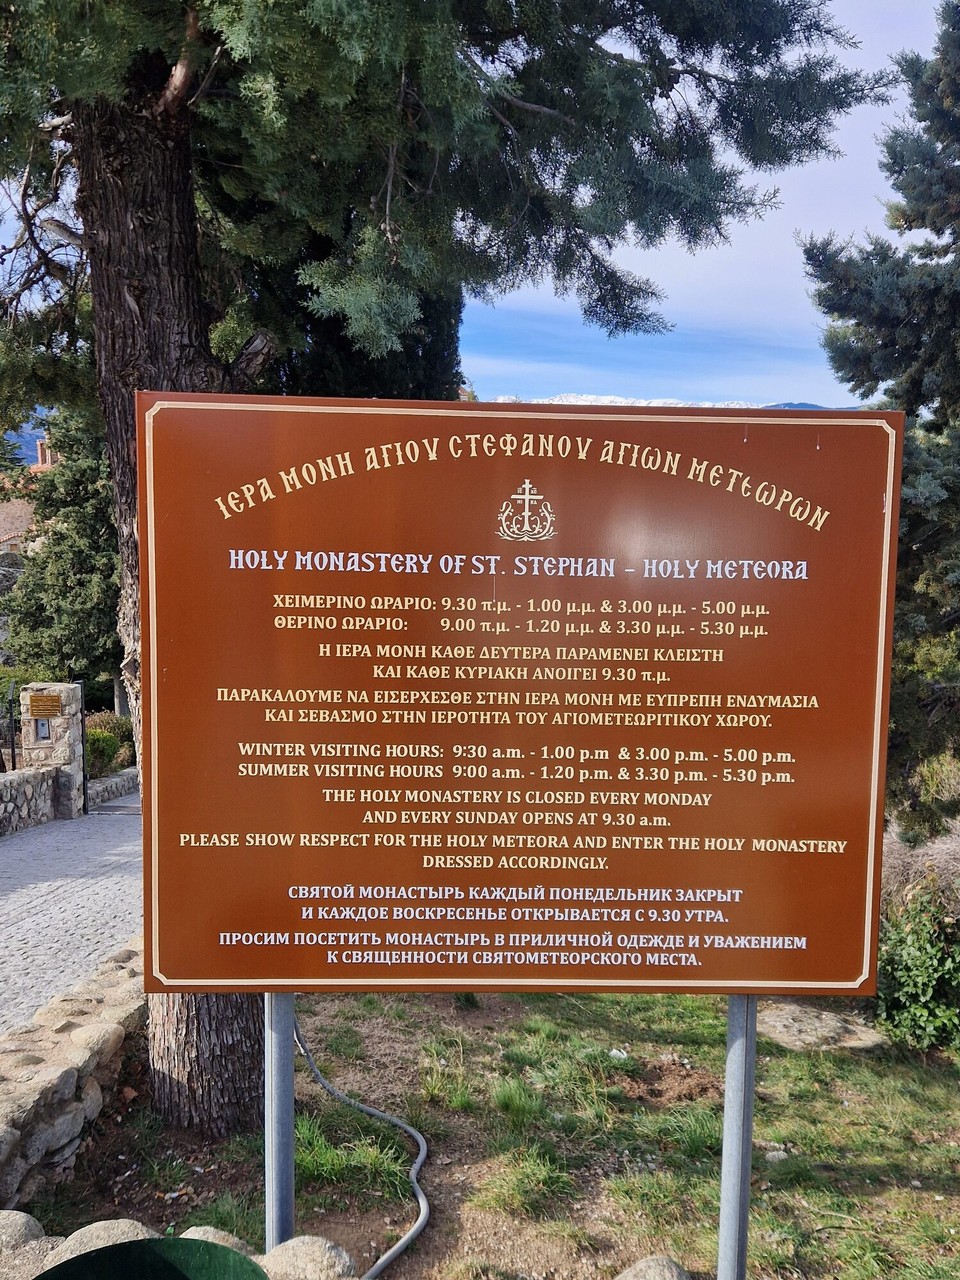 ΙΕΡΑ ΜΟΝΗ ΑΓΙΟΥ ΣΤΕΦΑΝΟΥ ΑΓΙΩΝ ΜΕΤΕΩΡΩΝ
HOLY MONASTERY OF ST. STEPHAN - HOLY METEORA
ΧΕΙΜΕΡΙΝΟ ΩΡΑΡΙΟ: 9.30 π.μ. - 1.00 μ.μ. & 3.00 μ.μ. - 5.00 μ.μ.
ΘΕΡΙΝΟ ΩΡΑΡΙΟ: 9.00 π.μ. - 1.20 μ.μ. & 3.30 μ.μ. - 5.30 μ.μ.
Η ΙΕΡΑ ΜΟΝΗ ΚΑΘΕ ΔΕΥΤΕΡΑ ΠΑΡΑΜΕΝΕΙ ΚΛΕΙΣΤΗ
ΚΑΙ ΚΑΘΕ ΚΥΡΙΑΚΗ ΑΝΟΙΓΕΙ 9.30 π.μ.
ΠΑΡΑΚΑΛΟΥΜΕ ΝΑ ΕΙΣΕΡΧΕΣΘΕ ΣΤΗΝ ΙΕΡΑ ΜΟΝΗ ΜΕ ΕΥΠΡΕΠΗ ΕΝΔΥΜΑΣΙΑ
ΚΑΙ ΣΕΒΑΣΜΟ ΣΤΗΝ ΙΕΡΟΤΗΤΑ ΤΟΥ ΑΓΙΟΜΕΤΕΩΡΙΤΙΚΟΥ ΧΩΡΟΥ.
WINTER VISITING HOURS: 9:30 a.m. - 1.00 p.m & 3.00 p.m. - 5.00 p.m.
SUMMER VISITING HOURS 9:00 a.m. - 1.20 p.m. & 3.30 p.m. - 5.30 p.m.
THE HOLY MONASTERY IS CLOSED EVERY MONDAY
AND EVERY SUNDAY OPENS AT 9.30 a.m.
PLEASE SHOW RESPECT FOR THE HOLY METEORA AND ENTER THE HOLY MONASTERY
DRESSED ACCORDINGLY.
СВЯТОЙ МОНАСТЫРЬ КАЖДЫЙ ПОНЕДЕЛЬНИК ЗАКРЫТ
И КАЖДОЕ ВОСКРЕСЕНЬЕ ОТКРЫВАЕТСЯ С 9.30 УТРА.
ПРОСИМ ПОСЕТИТЬ МОНАСТЫРЬ В ПРИЛИЧНОЙ ОДЕЖДЕ И УВАЖЕНИЕМ
К СВЯЩЕННОСТИ СВЯТОМЕТЕОРСКОГО МЕСТА.